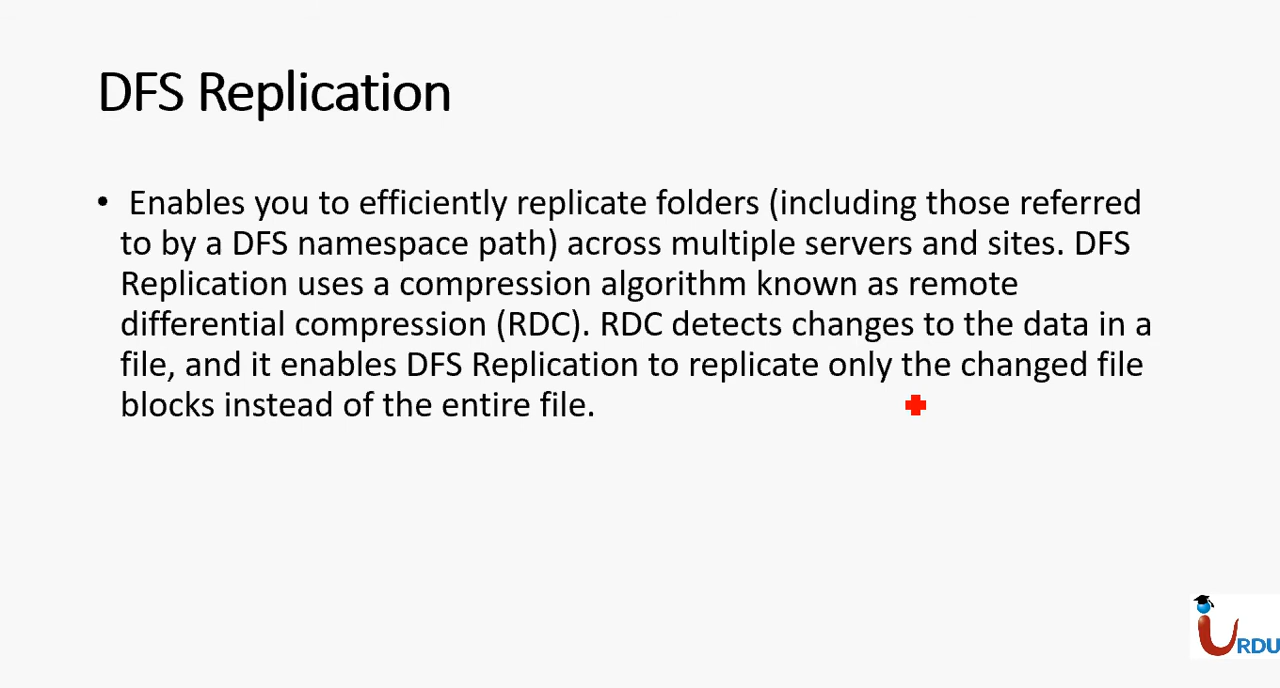 DFS Replication
• Enables you to efficiently replicate folders (including those referred
to by a DFS namespace path) across multiple servers and sites. DFS
Replication uses a compression algorithm known as remote
differential compression (RDC). RDC detects changes to the data in a
file, and it enables DFS Replication to replicate only the changed file
blocks instead of the entire file.
iURDU